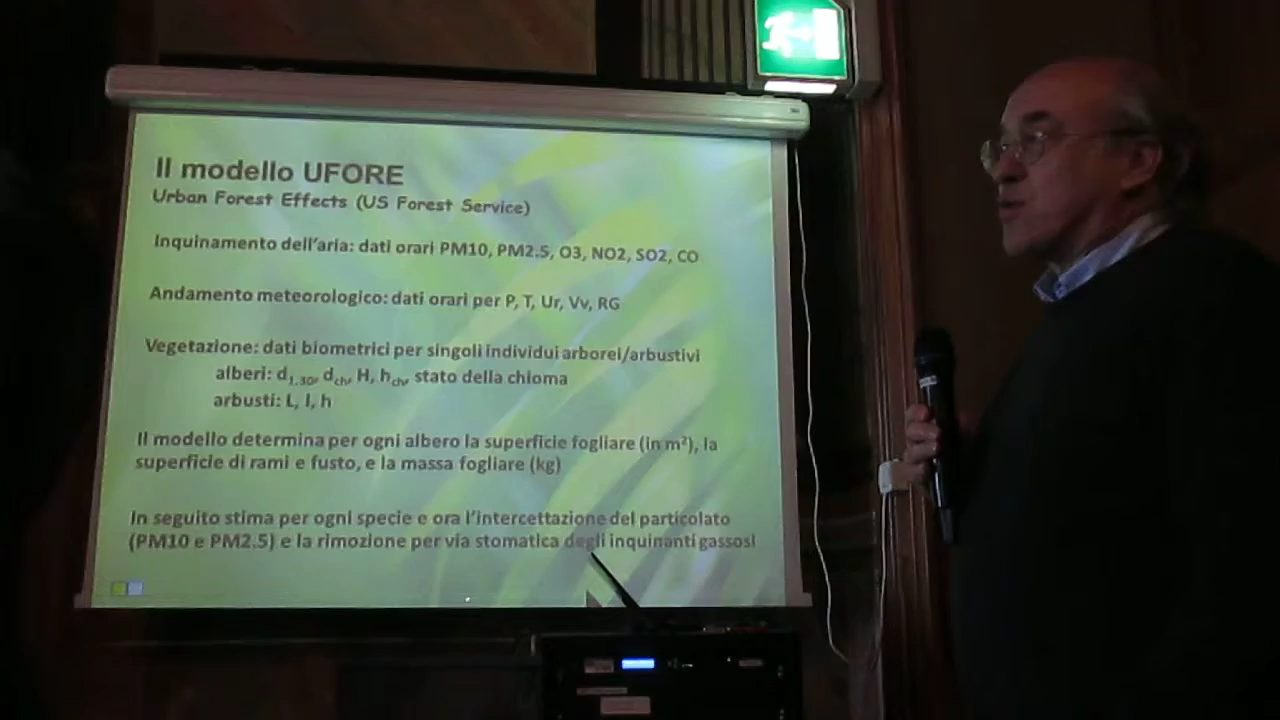 Il modello UFORE
Urban Forest Effects (US Forest Service)
Inquinamento dell'aria: dati orari PM10, PM2.5, O3, NO2, SO2, CO
Andamento meteorologico: dati orari per P, T, Ur, Vv, RG
Vegetazione: dati biometrici per singoli individui arborei/arbustivi
alberi: d1,30, dch, H, hch, stato della chioma
arbusti: L, l, h
Il modello determina per ogni albero la superficie fogliare (in m²), la
superficie di rami e fusto, e la massa fogliare (kg)
In seguito stima per ogni specie e ora l'intercettazione del particolato
(PM10 e PM2.5) e la rimozione per via stomatica degli inquinanti gassosi